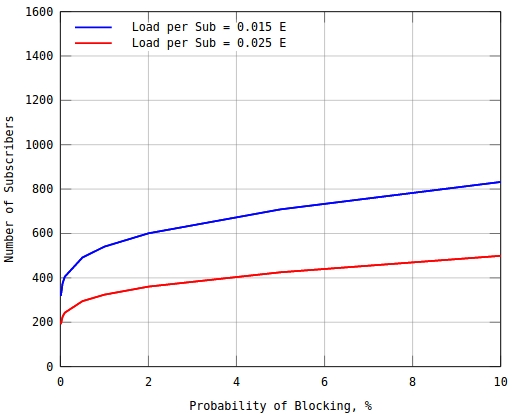 1600
1400
1200
1000
800
600
400
200
0
Number of Subscribers
Load per Sub = 0.015 E
Load per Sub = 0.025 E
0 2 4 6 8 10
Probability of Blocking, %